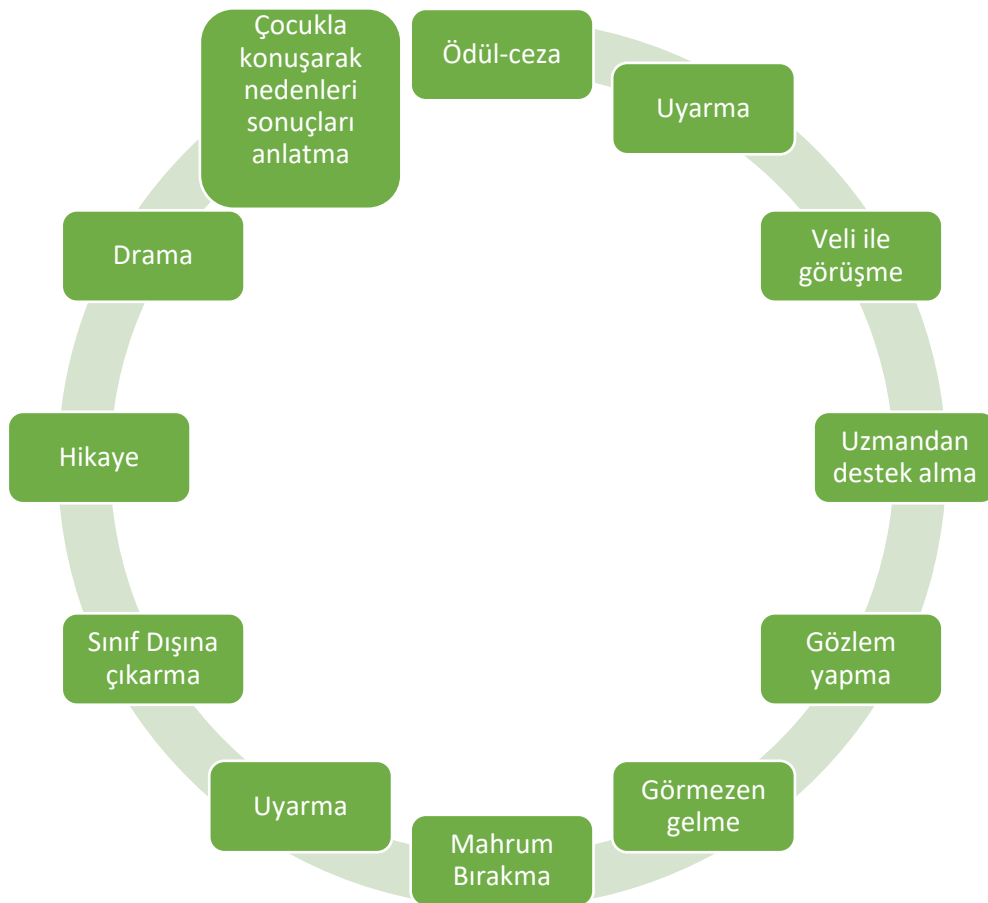 Ödül-ceza
Uyarma
Veli ile
görüşme
Uzmandan
destek alma
Gözlem
yapma
Görmezen
gelme
Mahrum
Bırakma
Uyarma
Sınıf Dışına
çıkarma
Hikaye
Drama
Çocukla
konuşarak
nedenleri
sonuçları
anlatma